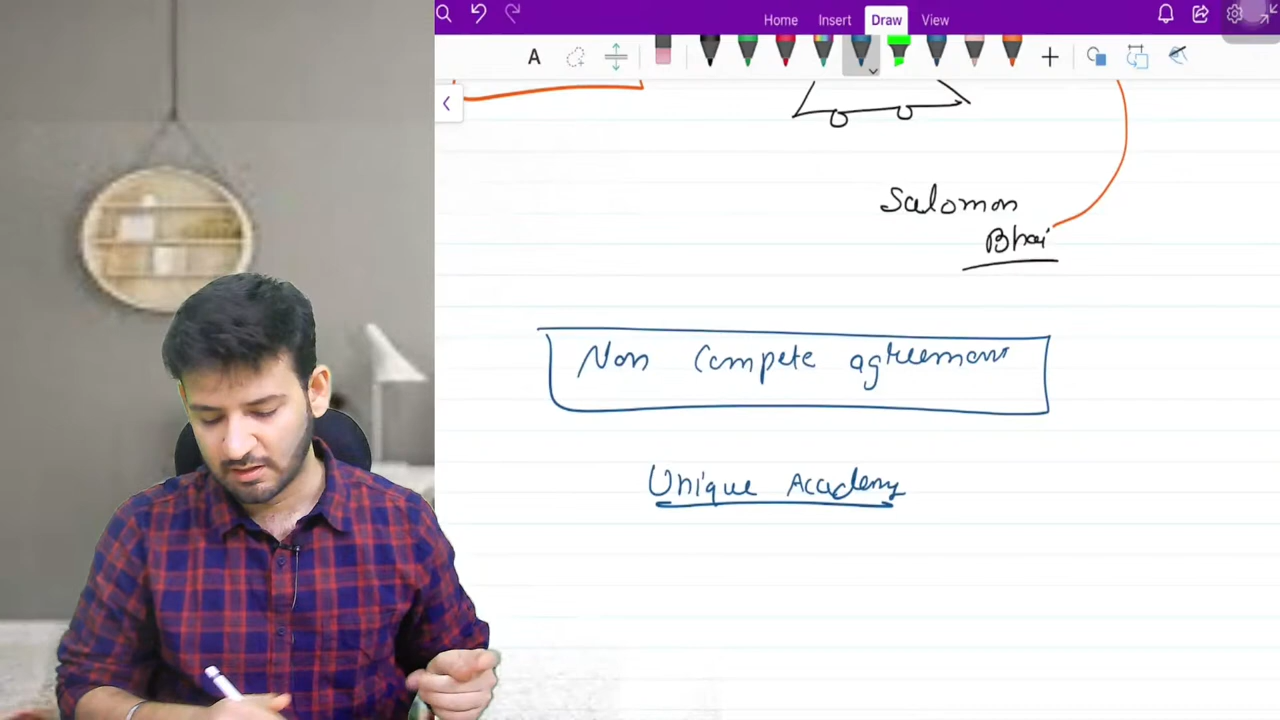 Home Insert Draw View
A
Salomon
Bhai
Non Compete agreement
Unique Academy